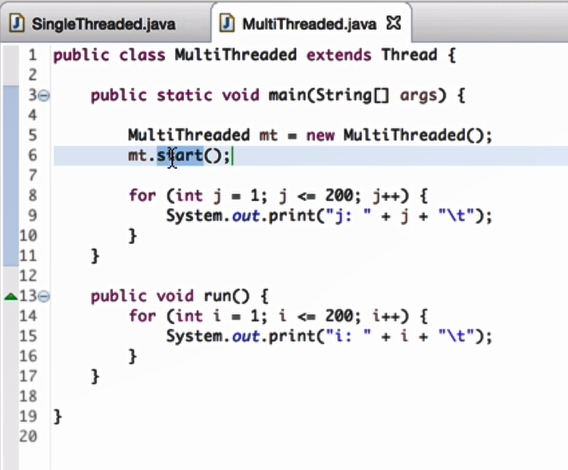 SingleThreaded.java MultiThreaded.java
1 public class MultiThreaded extends Thread {
2
3 public static void main(String[] args) {
4
5 MultiThreaded mt = new MultiThreaded();
6 mt.start();
7
8 for (int j = 1; j <= 200; j++) {
9 System.out.print("j: " + j + "\t");
10 }
11 }
12
13 public void run() {
14 for (int i = 1; i <= 200; i++) {
15 System.out.print("i: " + i + "\t");
16 }
17 }
18
19 }
20